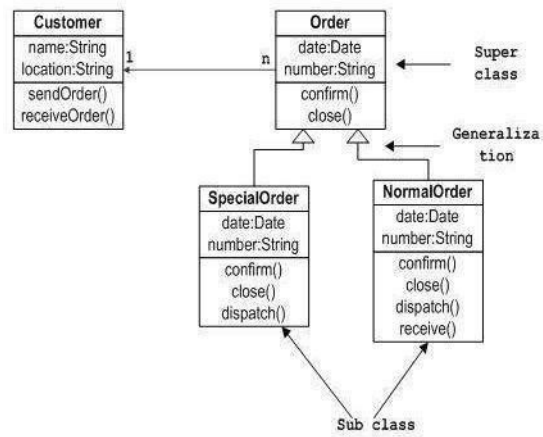 Customer
name:String
location:String
sendOrder()
receiveOrder()
1
n
Order
date:Date
number:String
confirm()
close()
Super
class
Generaliza
tion
SpecialOrder
date:Date
number:String
confirm()
close()
dispatch()
NormalOrder
date:Date
number:String
confirm()
close()
dispatch()
receive()
Sub class